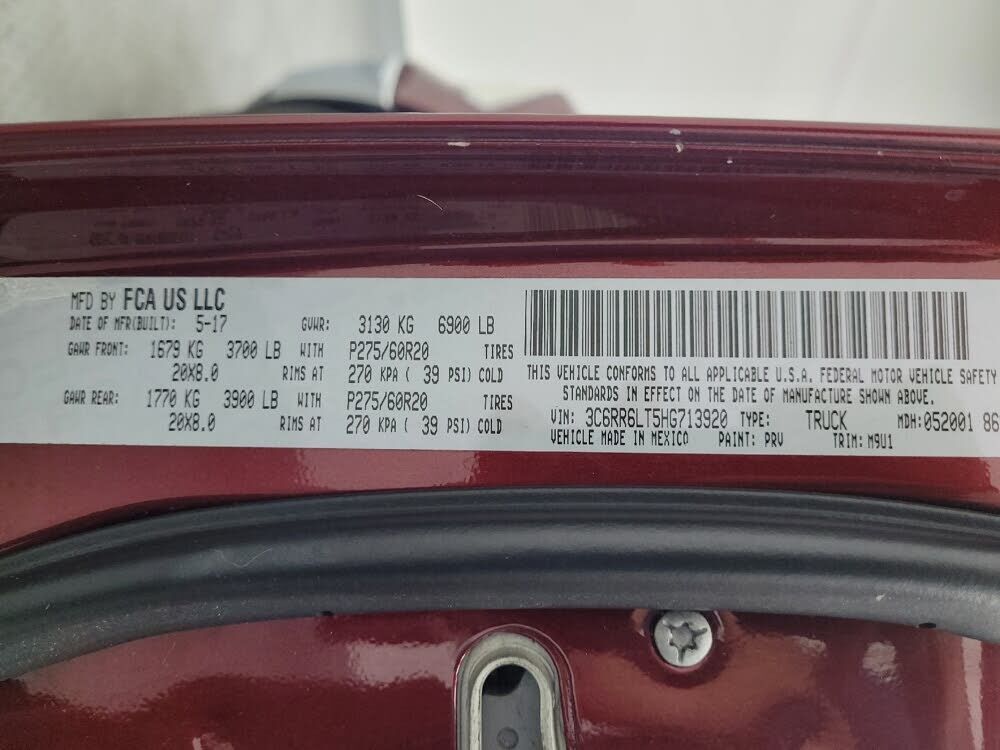 MFD BY FCA US LLC
DATE OF MFR(BUILT): 5-17 GVWR: 3130 KG 6900 LB
GAWR FRONT: 1679 KG 3700 LB WITH P275/60R20 TIRES
20X8.0 RIMS AT 270 KPA ( 39 PSI) COLD
GAWR REAR: 1770 KG 3900 LB WITH P275/60R20 TIRES
20X8.0 RIMS AT 270 KPA ( 39 PSI) COLD
THIS VEHICLE CONFORMS TO ALL APPLICABLE U.S.A. FEDERAL MOTOR VEHICLE SAFETY
STANDARDS IN EFFECT ON THE DATE OF MANUFACTURE SHOWN ABOVE.
VIN: 3C6RR6LT5HG713920 TYPE: TRUCK MDH:052001 86
VEHICLE MADE IN MEXICO PAINT: PRV TRIM: M9U1